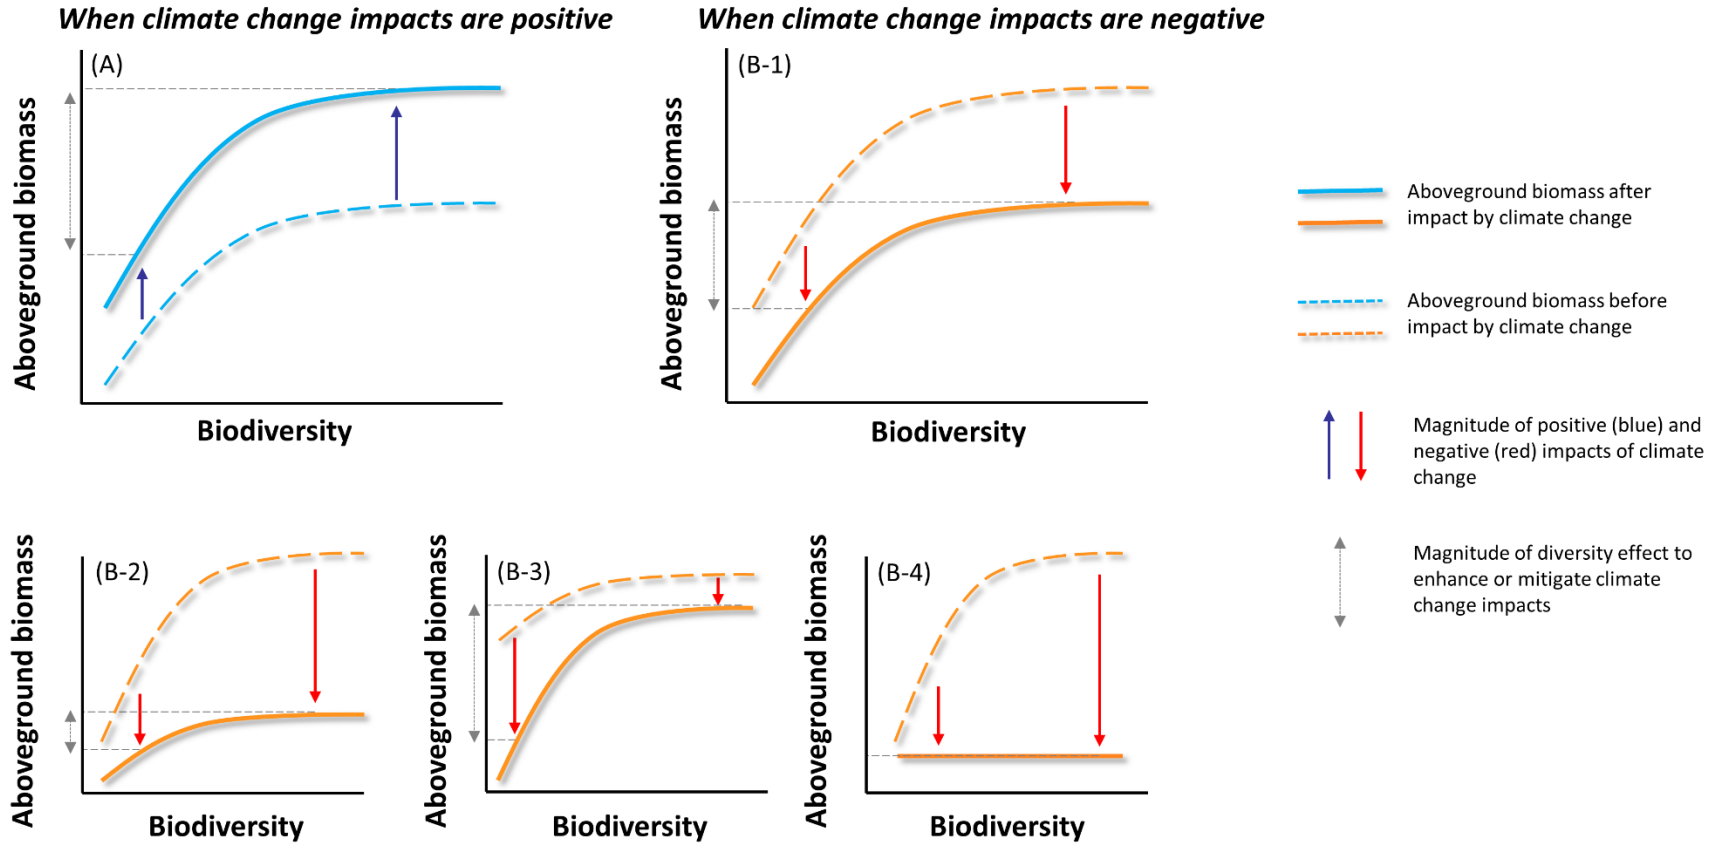 When climate change impacts are positive
When climate change impacts are negative
(A)
Aboveground biomass
Biodiversity
(B-1)
Aboveground biomass
Biodiversity
Aboveground biomass after
impact by climate change
Aboveground biomass before
impact by climate change
Magnitude of positive (blue) and
negative (red) impacts of climate
change
Magnitude of diversity effect to
enhance or mitigate climate
change impacts
(B-2)
Aboveground biomass
Biodiversity
(B-3)
Aboveground biomass
Biodiversity
(B-4)
Aboveground biomass
Biodiversity